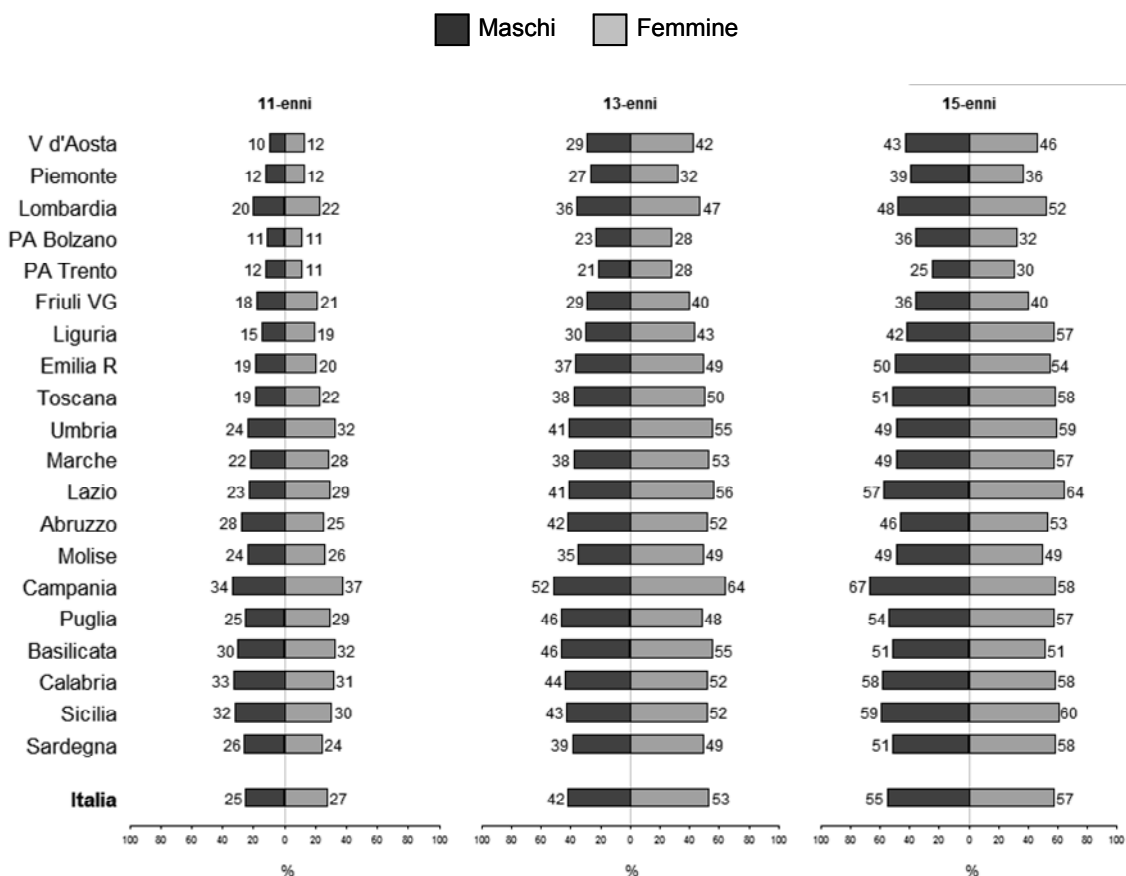 Maschi Femmine
11-enni 13-enni 15-enni
V d'Aosta 10 12 29 42 43 46
Piemonte 12 12 27 32 39 36
Lombardia 20 22 36 47 48 52
PA Bolzano 11 11 23 28 36 32
PA Trento 12 11 21 28 25 30
Friuli VG 18 21 29 40 36 40
Liguria 15 19 30 43 42 57
Emilia R 19 20 37 49 50 54
Toscana 19 22 38 50 51 58
Umbria 24 32 41 55 49 59
Marche 22 28 38 53 49 57
Lazio 23 29 41 56 57 64
Abruzzo 28 25 42 52 46 53
Molise 24 26 35 49 49 49
Campania 34 37 52 64 67 58
Puglia 25 29 46 48 54 57
Basilicata 30 32 46 55 51 51
Calabria 33 31 44 52 58 58
Sicilia 32 30 43 52 59 60
Sardegna 26 24 39 49 51 58
Italia 25 27 42 53 55 57
100 80 60 40 20 0 20 40 60 80 100 100 80 60 40 20 0 20 40 60 80 100 100 80 60 40 20 0 20 40 60 80 100
% % %